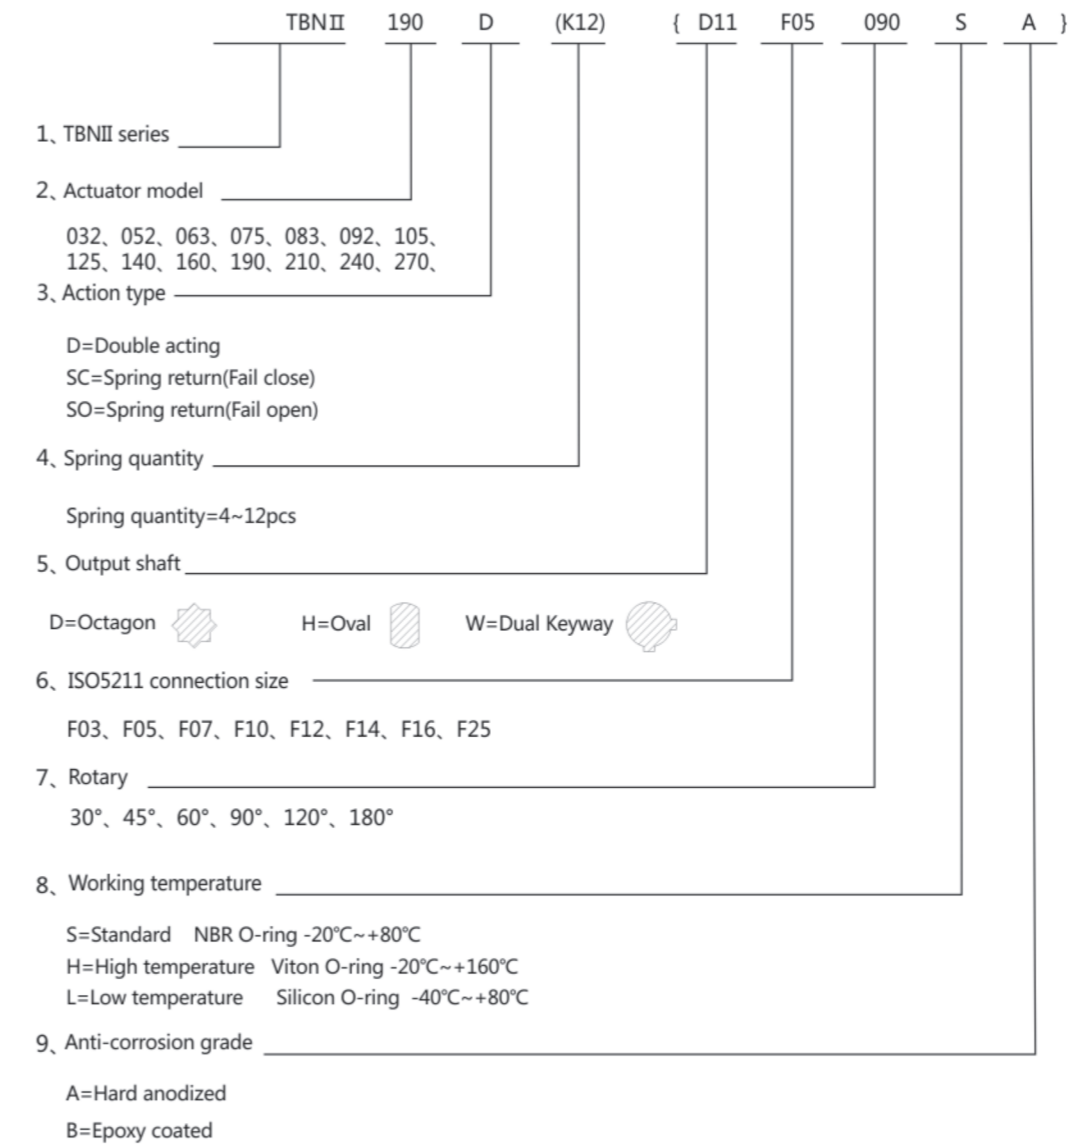 TBNⅡ 190 D (K12) { D11 F05 090 S A }
1、TBNⅡ series
2、Actuator model
032、052、063、075、083、092、105、
125、140、160、190、210、240、270、
3、Action type
D=Double acting
SC=Spring return(Fail close)
SO=Spring return(Fail open)
4、Spring quantity
Spring quantity=4~12pcs
5、Output shaft
D=Octagon H=Oval W=Dual Keyway
6、ISO5211 connection size
F03、F05、F07、F10、F12、F14、F16、F25
7、Rotary
30°、45°、60°、90°、120°、180°
8、Working temperature
S=Standard NBR O-ring -20℃~+80℃
H=High temperature Viton O-ring -20℃~+160℃
L=Low temperature Silicon O-ring -40℃~+80℃
9、Anti-corrosion grade
A=Hard anodized
B=Epoxy coated